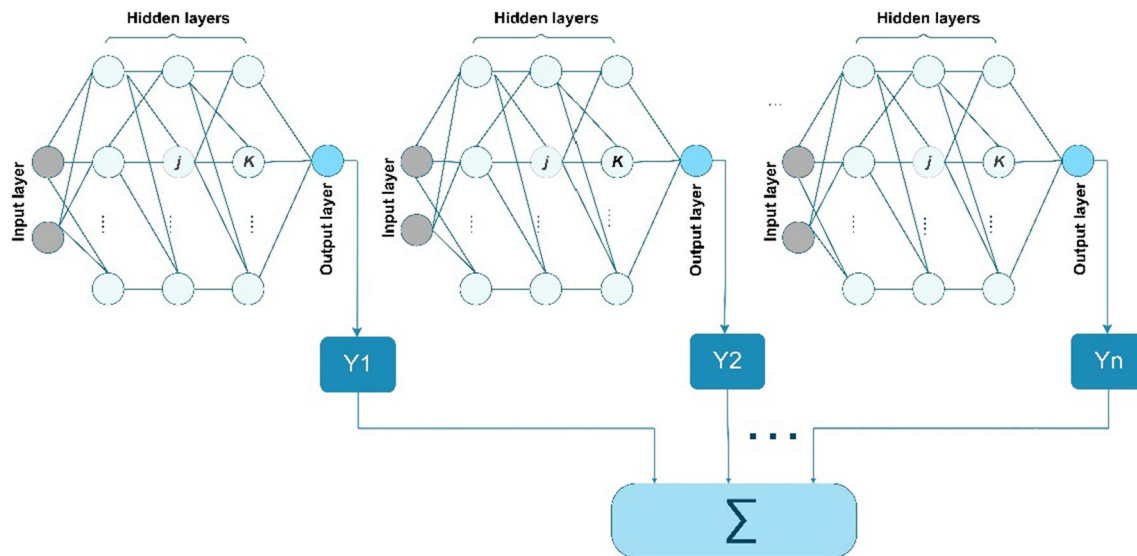 Hidden layers
Hidden layers
Hidden layers
...
j
K
j
K
j
K
Input layer
Output layer
Input layer
Output layer
Input layer
Output layer
Y1
Y2
Yn
...
Σ